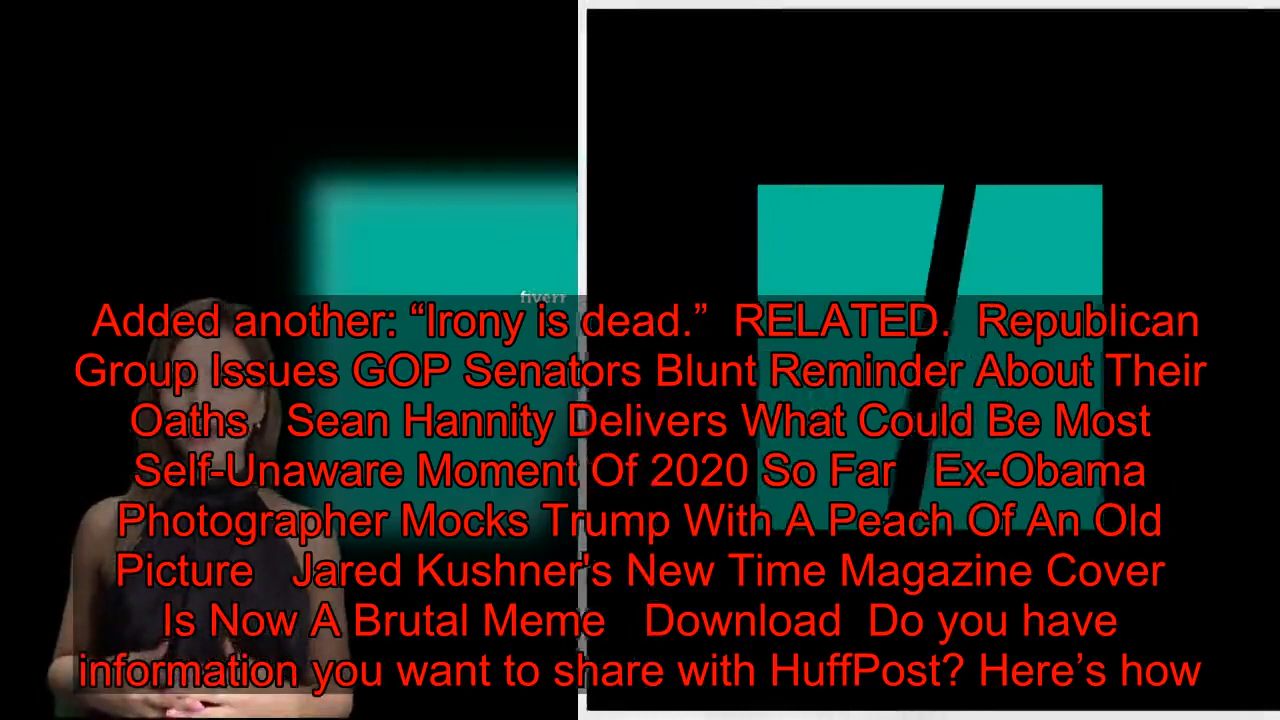 fiverr
Added another: “Irony is dead.” RELATED. Republican
Group Issues GOP Senators Blunt Reminder About Their
Oaths Sean Hannity Delivers What Could Be Most
Self-Unaware Moment Of 2020 So Far Ex-Obama
Photographer Mocks Trump With A Peach Of An Old
Picture Jared Kushner's New Time Magazine Cover
Is Now A Brutal Meme Download Do you have
information you want to share with HuffPost? Here’s how